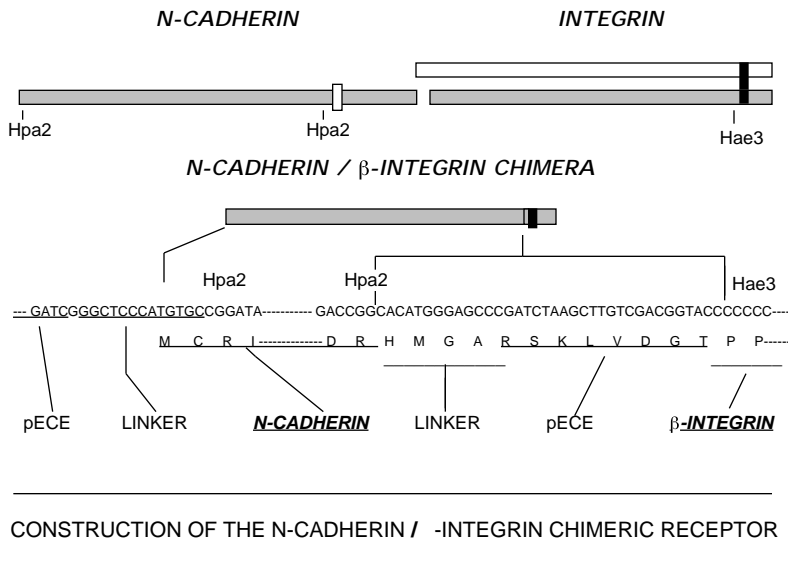 N-CADHERIN INTEGRIN
Hpa2 Hpa2 Hae3
N-CADHERIN / β-INTEGRIN CHIMERA
Hpa2 Hpa2 Hae3
--- GATCGGGCTCCCATGTGCCGGATA----------- GACCGGCACATGGGAGCCCGATCTAAGCTTGTCGACGGTACCCCCCC----
M C R I-------------D R H M G A R S K L V D G T P P------
pECE LINKER N-CADHERIN LINKER pECE β-INTEGRIN
CONSTRUCTION OF THE N-CADHERIN / -INTEGRIN CHIMERIC RECEPTOR